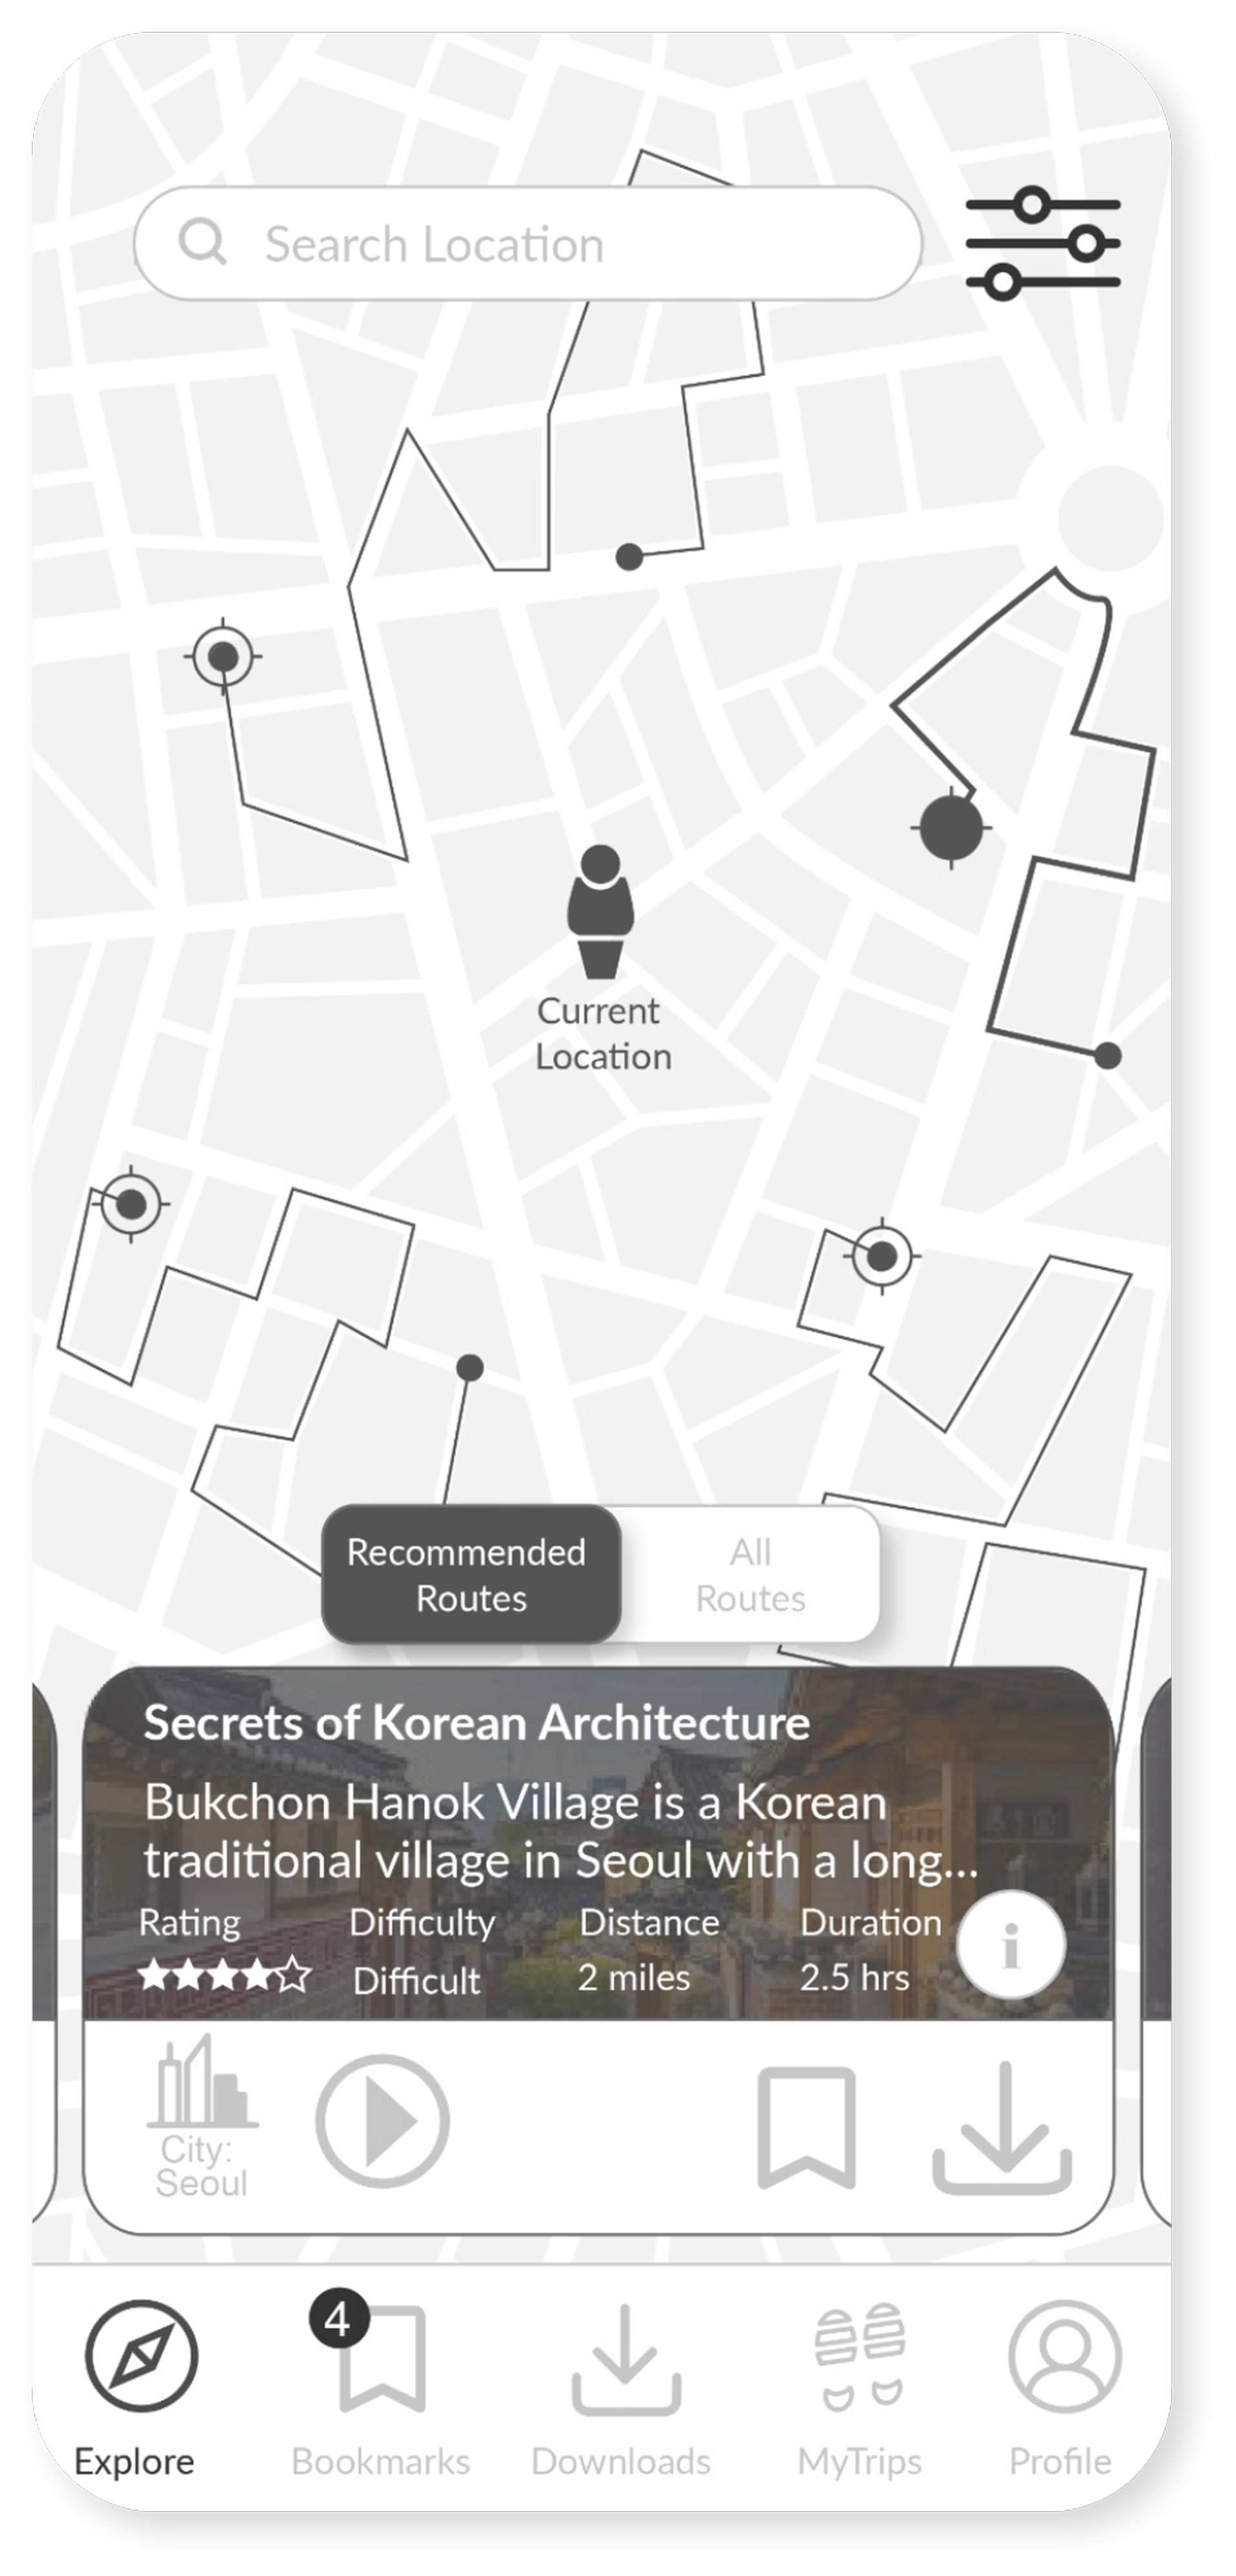 Search Location
Current
Location
Recommended
Routes
All
Routes
Secrets of Korean Architecture
Bukchon Hanok Village is a Korean
traditional village in Seoul with a long...
Rating Difficulty Distance Duration
Difficult 2 miles 2.5 hrs
i
City:
Seoul
4
Explore Bookmarks Downloads MyTrips Profile